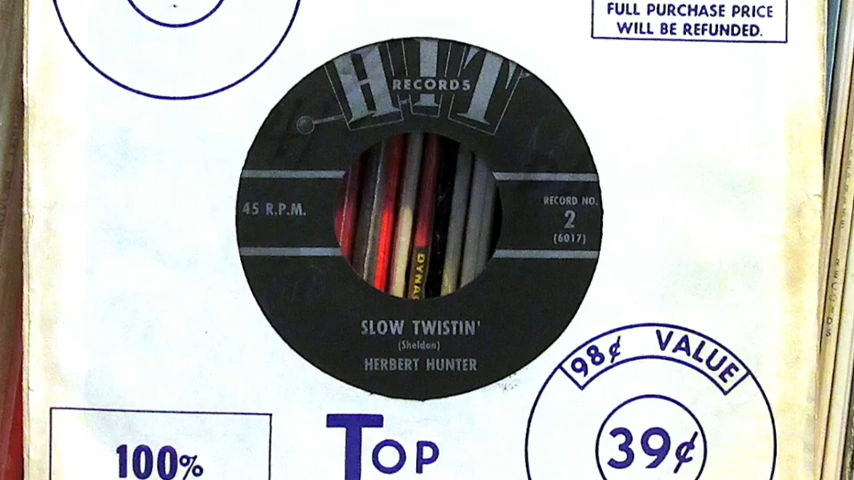 FULL PURCHASE PRICE
WILL BE REFUNDED.
HIT
RECORDS
45 R.P.M.
RECORD NO.
2
(6017)
DYNA
SLOW TWISTIN'
(Sheldon)
HERBERT HUNTER
98¢ VALUE
39¢
100%
TOP